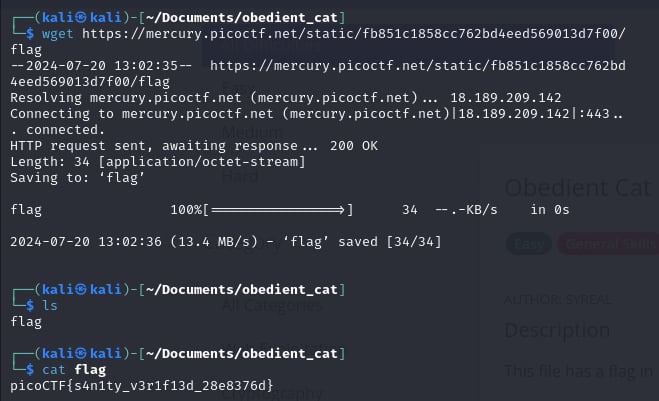 ┌──(kali㉿kali)-[~/Documents/obedient_cat]
└─$ wget https://mercury.picoctf.net/static/fb851c1858cc762bd4eed569013d7f00/
flag
--2024-07-20 13:02:35--  https://mercury.picoctf.net/static/fb851c1858cc762bd
4eed569013d7f00/flag
Resolving mercury.picoctf.net (mercury.picoctf.net)... 18.189.209.142
Connecting to mercury.picoctf.net (mercury.picoctf.net)|18.189.209.142|:443..
. connected.
HTTP request sent, awaiting response... 200 OK
Length: 34 [application/octet-stream]
Saving to: ‘flag’
flag                100%[=================>]      34  --.-KB/s    in 0s
2024-07-20 13:02:36 (13.4 MB/s) - ‘flag’ saved [34/34]
┌──(kali㉿kali)-[~/Documents/obedient_cat]
└─$ ls
flag
┌──(kali㉿kali)-[~/Documents/obedient_cat]
└─$ cat flag
picoCTF{s4n1ty_v3r1f13d_28e8376d}
All Difficulties
Easy
Medium
Hard
All Categories
Cryptography
Obedient Cat
Easy
General Skills
AUTHOR: SYREAL
Description
This file has a flag in